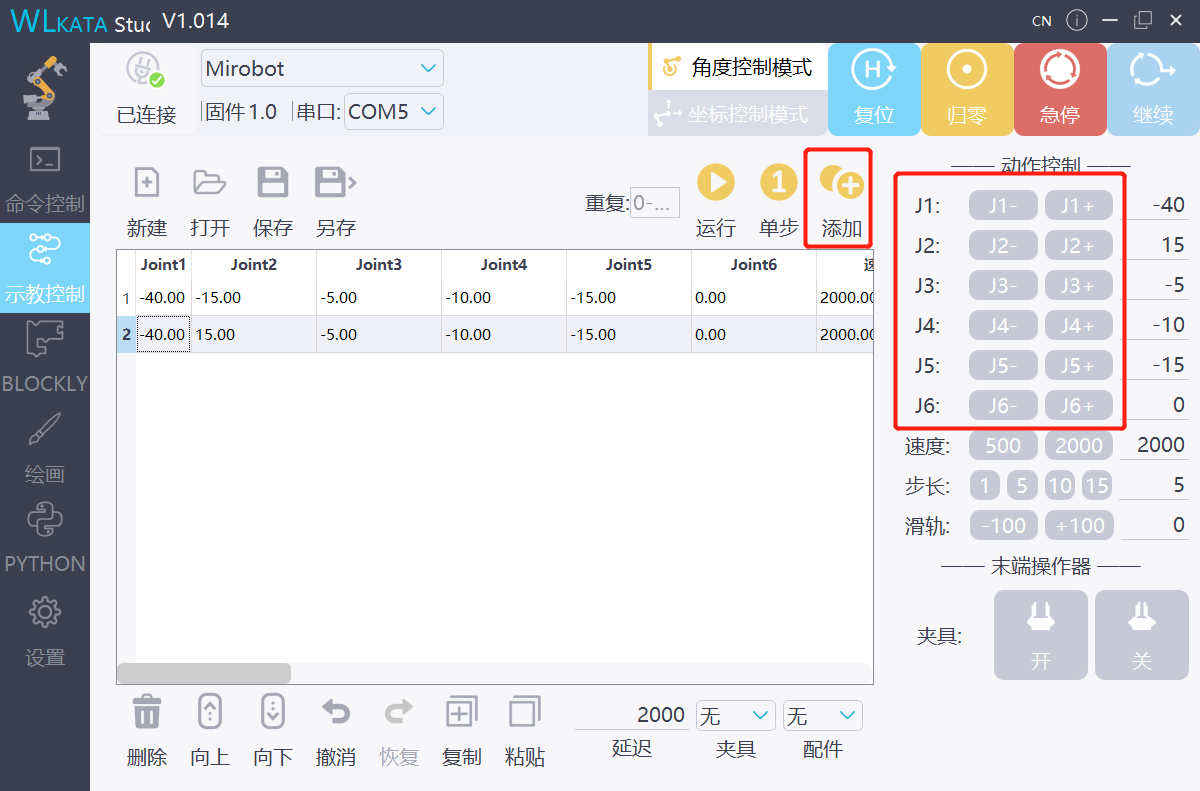 WLKATA Stuc V1.014
CN
已连接
Mirobot
固件1.0
串口: COM5
角度控制模式
坐标控制模式
H
复位
归零
急停
继续
命令控制
示教控制
BLOCKLY
绘画
PYTHON
设置
新建 打开 保存 另存
重复: 0-...
运行
1
单步
添加
Joint1 Joint2 Joint3 Joint4 Joint5 Joint6
1 -40.00 -15.00 -5.00 -10.00 -15.00 0.00 2000.00
2 -40.00 15.00 -5.00 -10.00 -15.00 0.00 2000.00
动作控制
J1: J1- J1+ -40
J2: J2- J2+ 15
J3: J3- J3+ -5
J4: J4- J4+ -10
J5: J5- J5+ -15
J6: J6- J6+ 0
速度: 500 2000 2000
步长: 1 5 10 15 5
滑轨: -100 +100 0
末端操作器
夹具: 开 关
删除 向上 向下 撤消 恢复 复制 粘贴
2000 无 无
延迟 夹具 配件